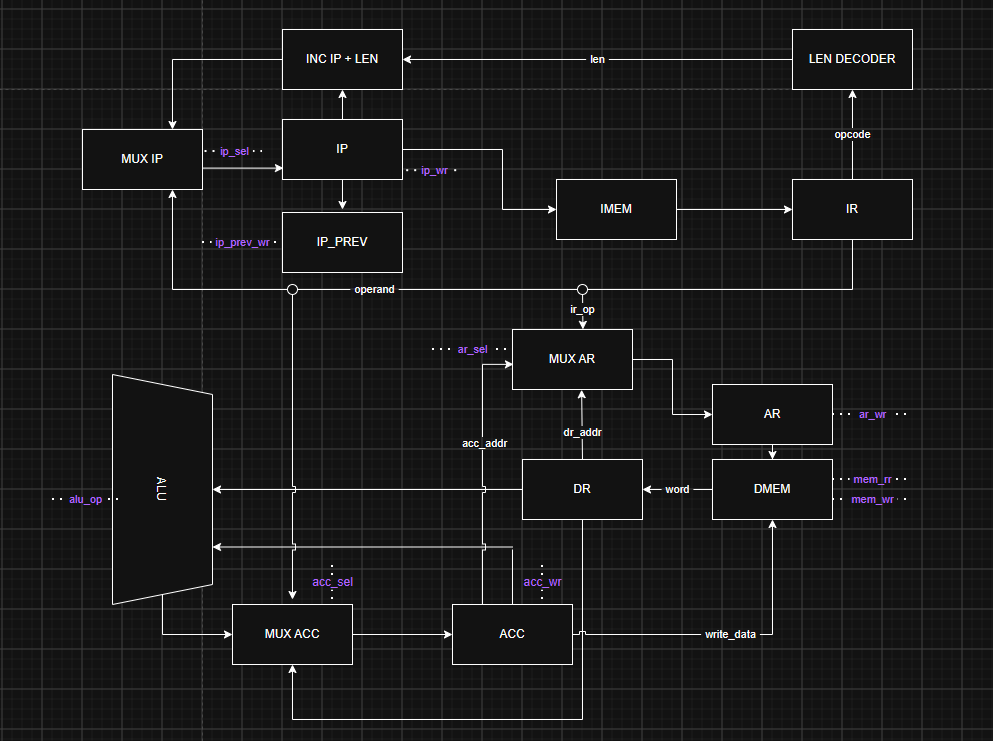 INC IP + LEN
len
LEN DECODER
opcode
MUX IP
ip_sel
IP
ip_wr
IMEM
IR
ip_prev_wr
IP_PREV
operand
ir_op
ar_sel
MUX AR
AR
ar_wr
acc_addr
dr_addr
ALU
alu_op
DR
word
DMEM
mem_rr
mem_wr
acc_sel
acc_wr
MUX ACC
ACC
write_data